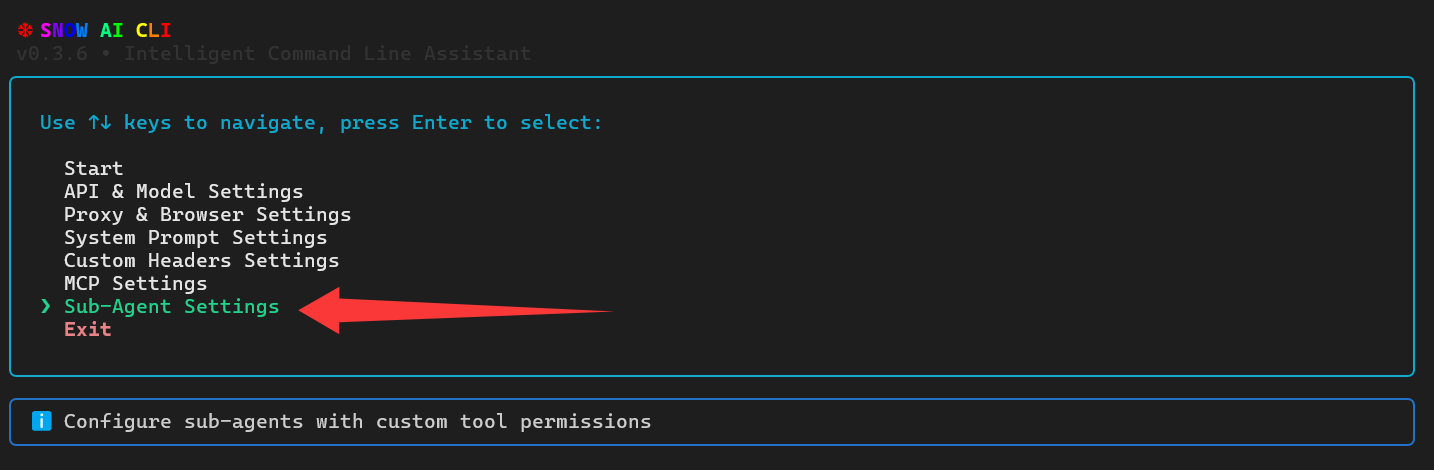 ❆ SNOW AI CLI
v0.3.6 • Intelligent Command Line Assistant
Use ↑↓ keys to navigate, press Enter to select:
Start
API & Model Settings
Proxy & Browser Settings
System Prompt Settings
Custom Headers Settings
MCP Settings
❯ Sub-Agent Settings
Exit
ℹ Configure sub-agents with custom tool permissions